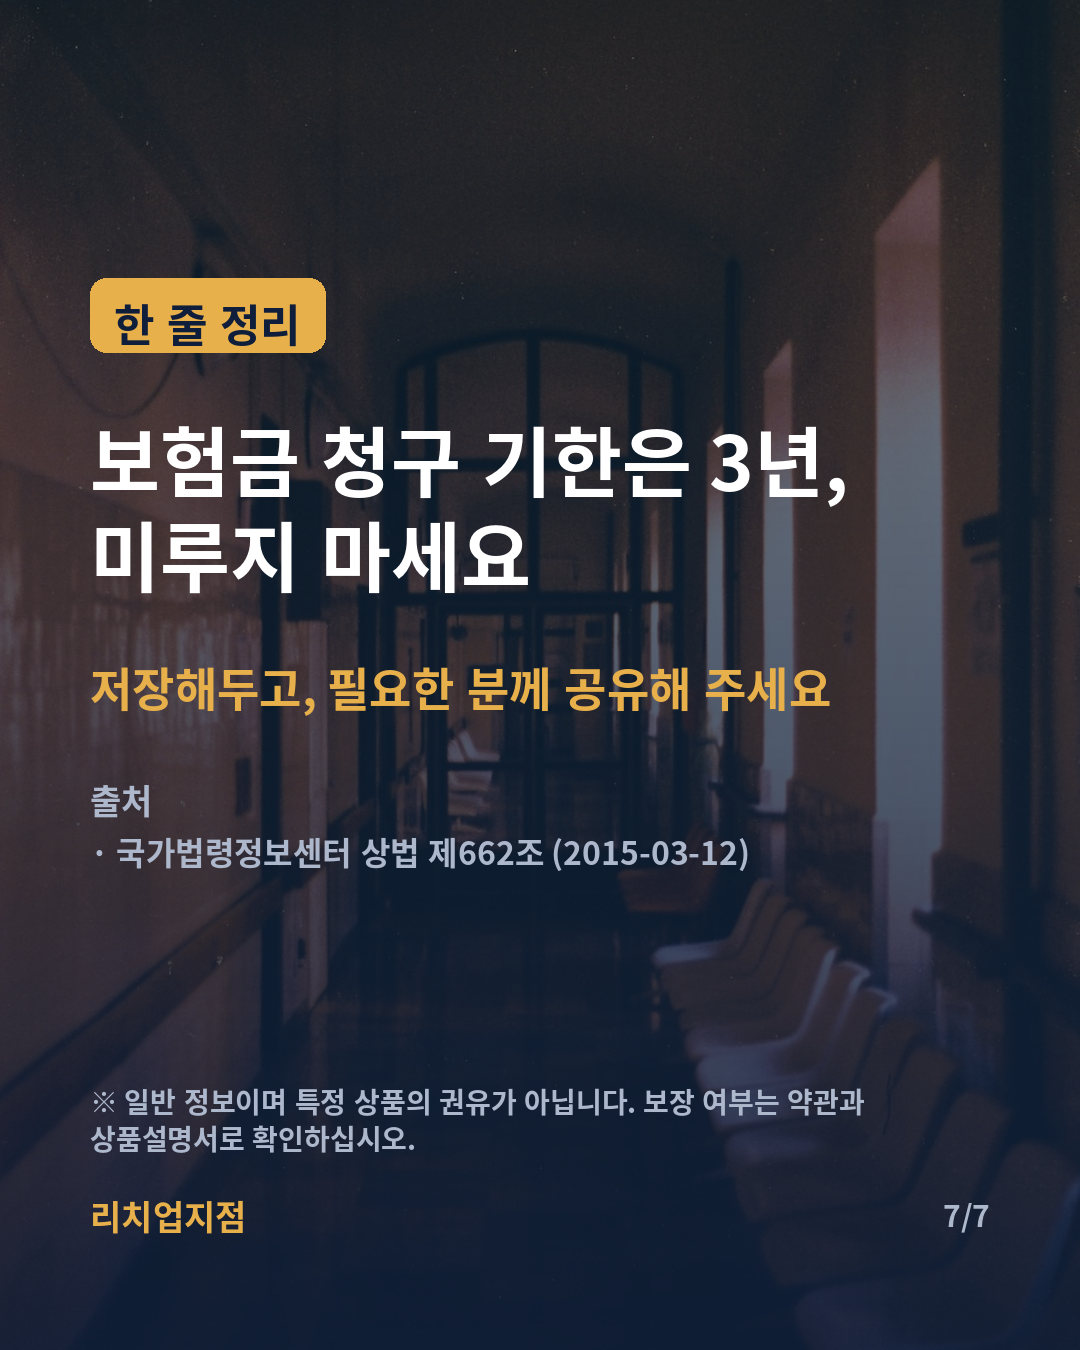 한 줄 정리
보험금 청구 기한은 3년,
미루지 마세요
저장해두고, 필요한 분께 공유해 주세요
출처
· 국가법령정보센터 상법 제662조 (2015-03-12)
※ 일반 정보이며 특정 상품의 권유가 아닙니다. 보장 여부는 약관과
상품설명서로 확인하십시오.
리치업지점
7/7